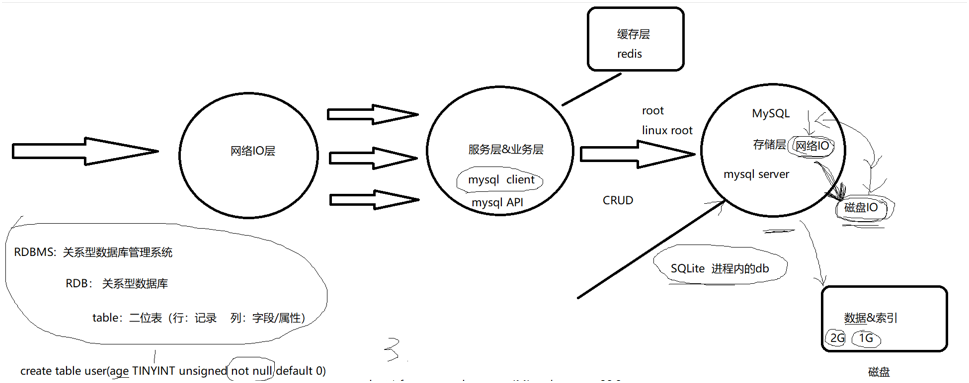 缓存层
redis
root
linux root
MySQL
存储层 网络IO
mysql server
网络IO层
服务层&业务层
mysql client
mysql API
CRUD
磁盘IO
RDBMS：关系型数据库管理系统
RDB： 关系型数据库
table：二位表（行：记录 列：字段/属性）
SQLite 进程内的db
数据&索引
2G 1G
磁盘
3
create table user(age TINYINT unsigned not null default 0)